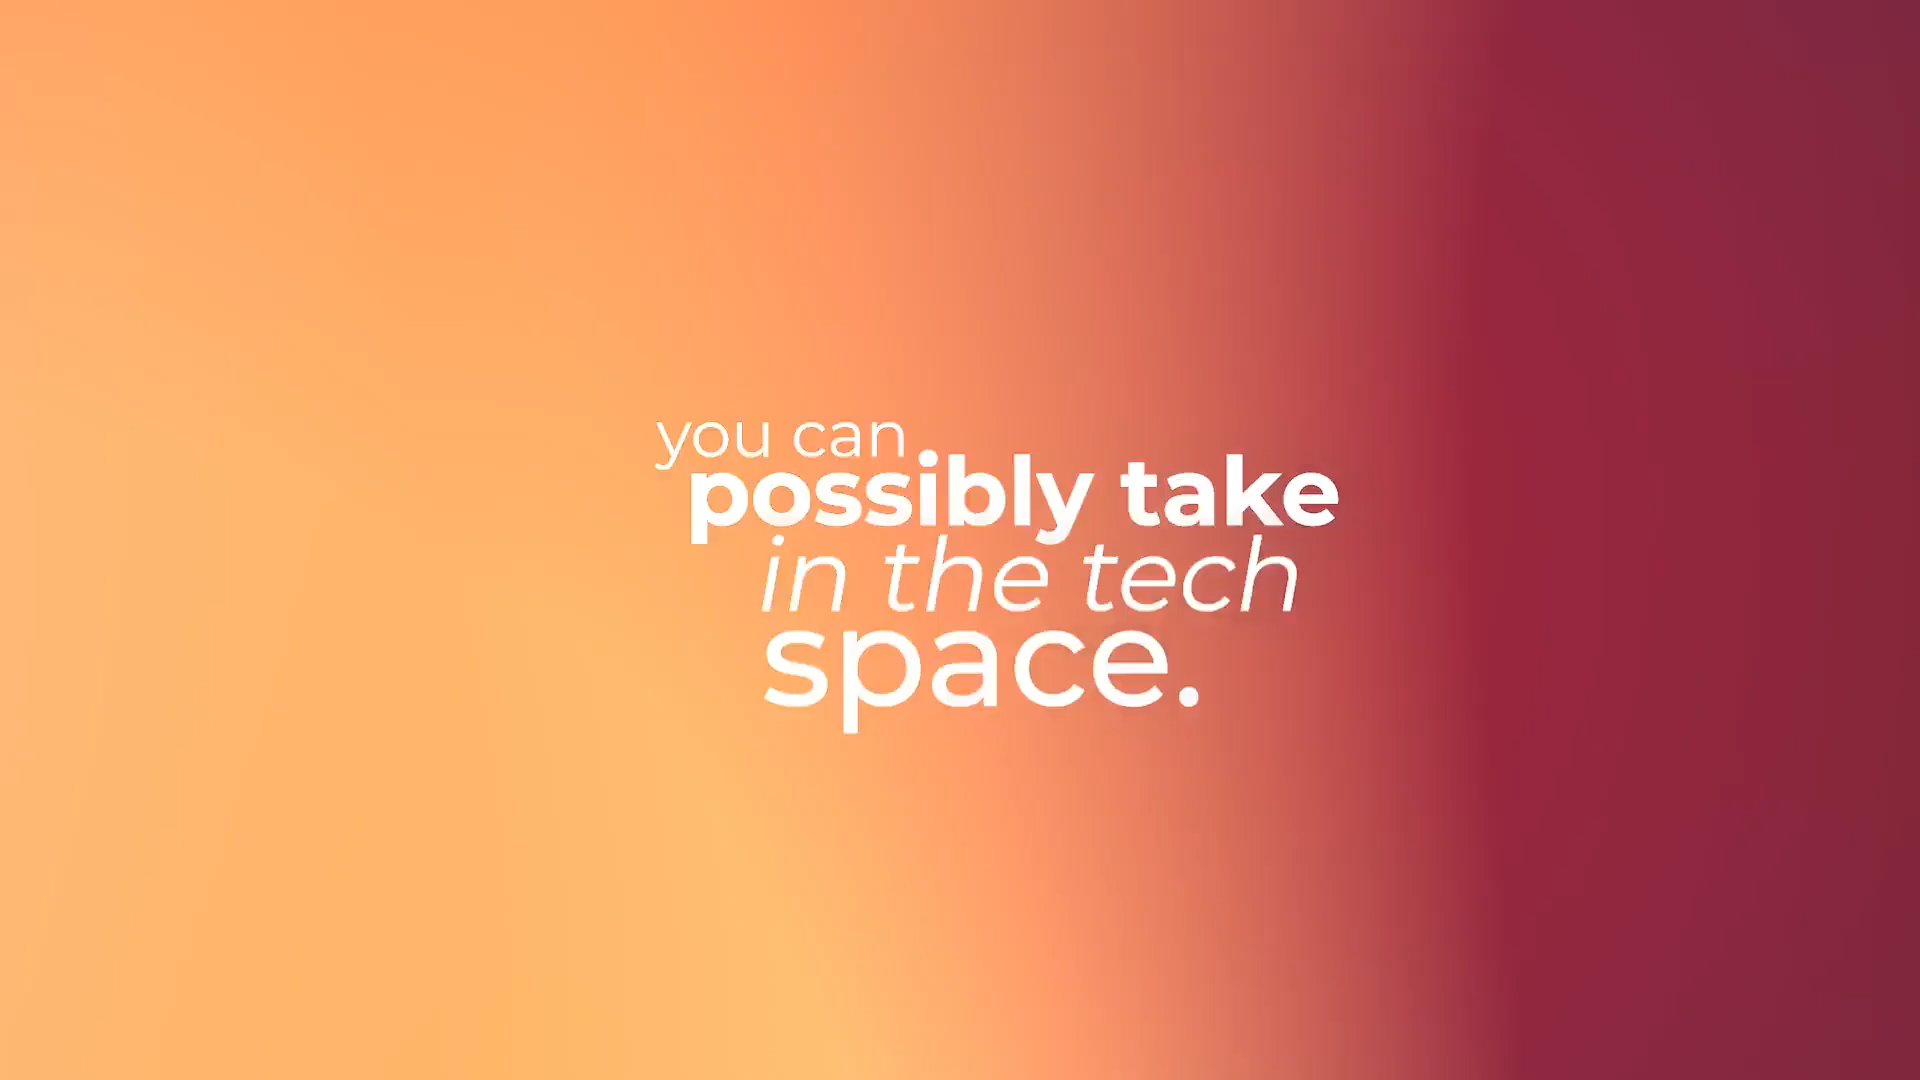 you can
possibly take
in the tech
space.